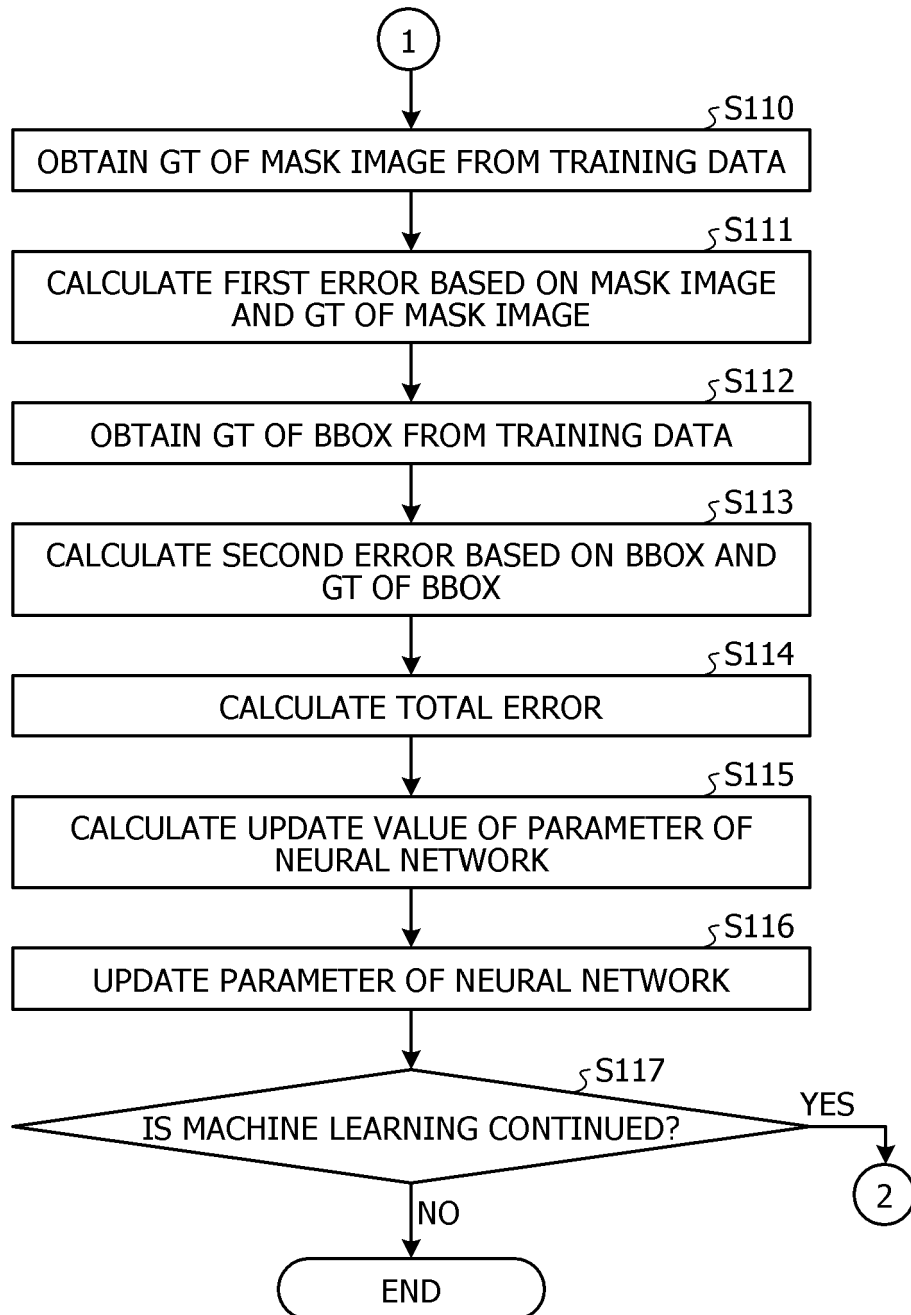 1
S110
OBTAIN GT OF MASK IMAGE FROM TRAINING DATA
S111
CALCULATE FIRST ERROR BASED ON MASK IMAGE
AND GT OF MASK IMAGE
S112
OBTAIN GT OF BBOX FROM TRAINING DATA
S113
CALCULATE SECOND ERROR BASED ON BBOX AND
GT OF BBOX
S114
CALCULATE TOTAL ERROR
S115
CALCULATE UPDATE VALUE OF PARAMETER OF
NEURAL NETWORK
S116
UPDATE PARAMETER OF NEURAL NETWORK
S117
IS MACHINE LEARNING CONTINUED?
YES
2
NO
END